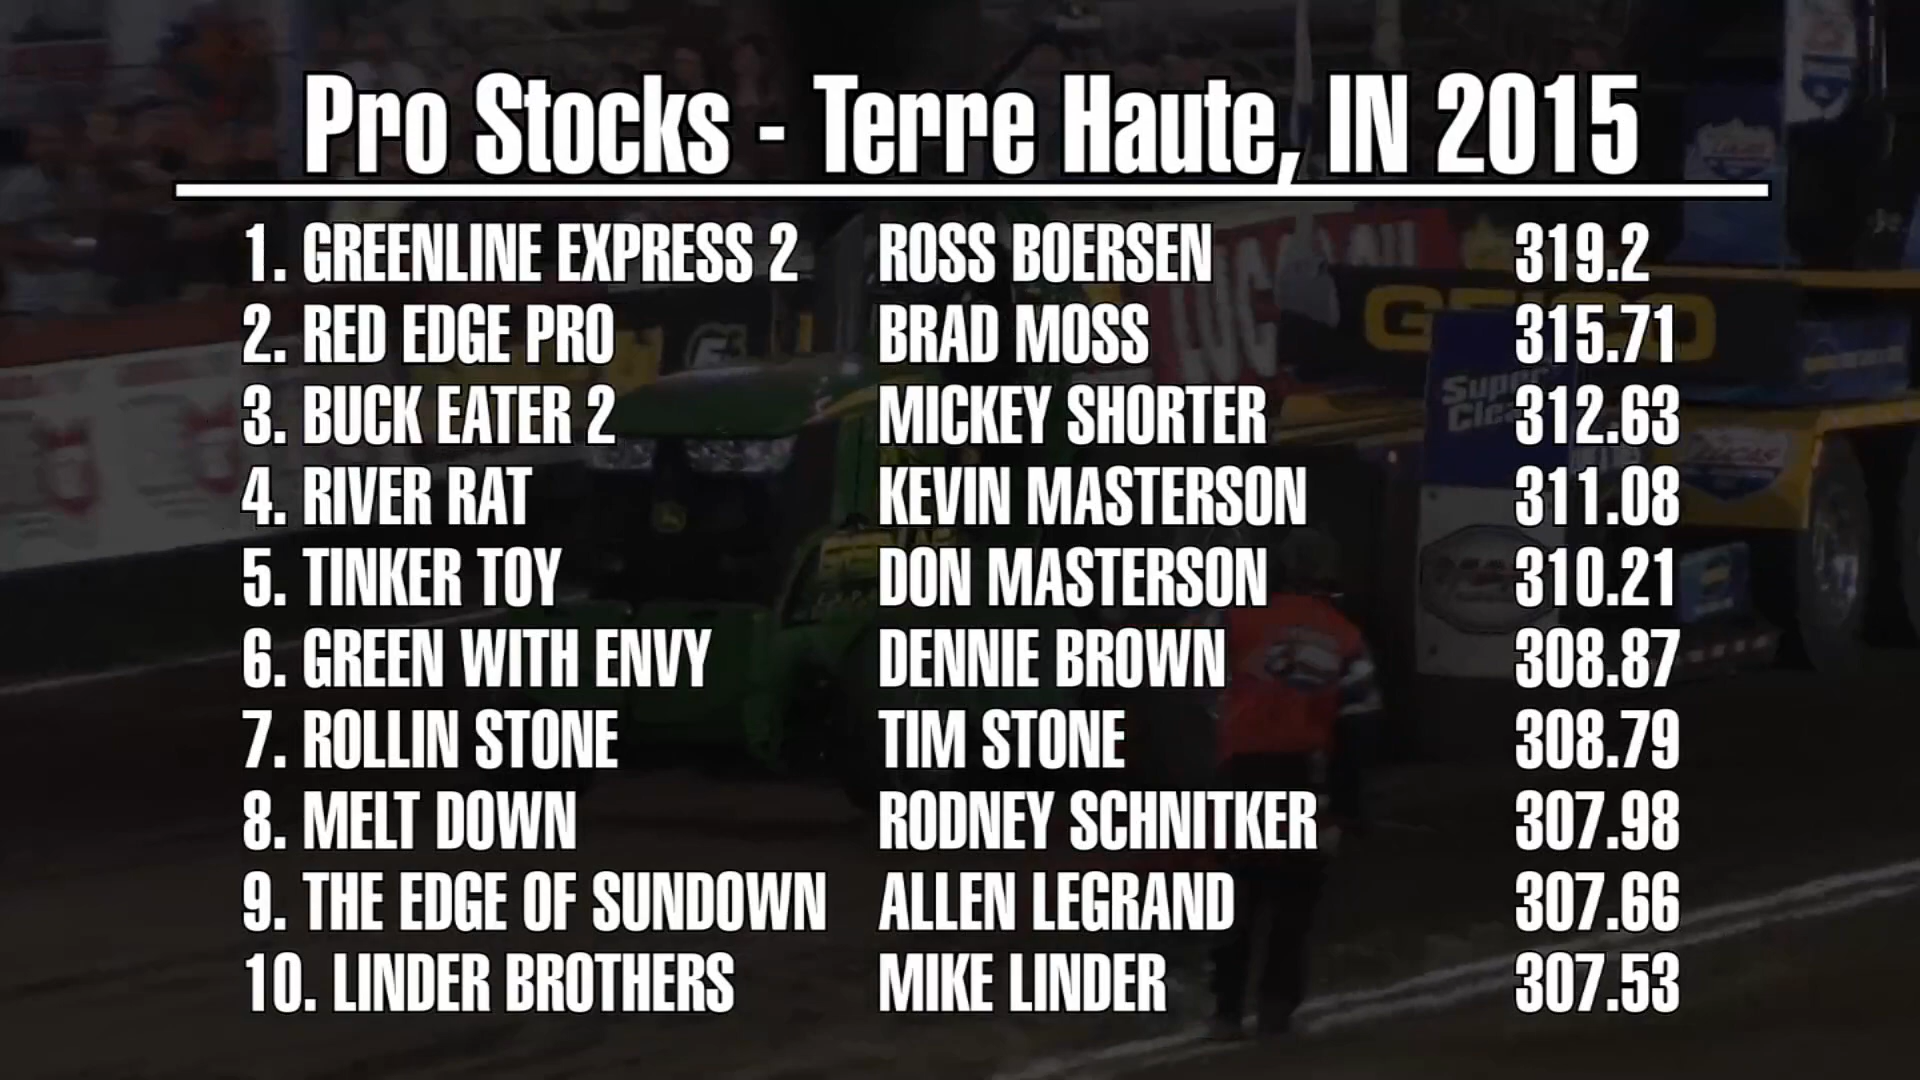 Pro Stocks - Terre Haute, IN 2015
1. GREENLINE EXPRESS 2 ROSS BOERSEN 319.2
2. RED EDGE PRO BRAD MOSS 315.71
3. BUCK EATER 2 MICKEY SHORTER 312.63
4. RIVER RAT KEVIN MASTERSON 311.08
5. TINKER TOY DON MASTERSON 310.21
6. GREEN WITH ENVY DENNIE BROWN 308.87
7. ROLLIN STONE TIM STONE 308.79
8. MELT DOWN RODNEY SCHNITKER 307.98
9. THE EDGE OF SUNDOWN ALLEN LEGRAND 307.66
10. LINDER BROTHERS MIKE LINDER 307.53
GEICO
Super